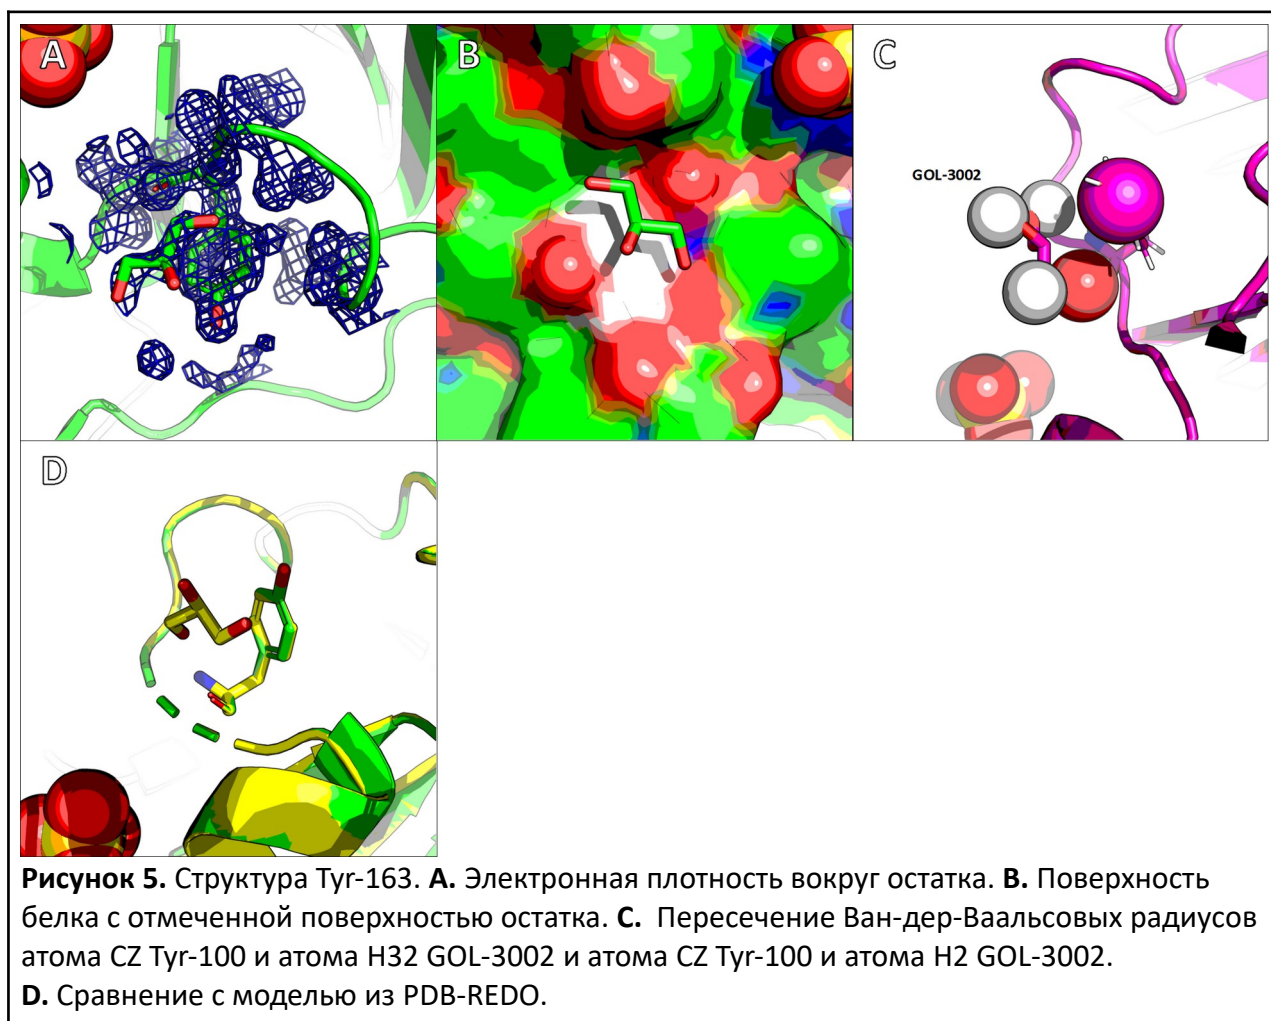 A
B
C
GOL-3002
D
Рисунок 5. Структура Tyr-163. A. Электронная плотность вокруг остатка. B. Поверхность
белка с отмеченной поверхностью остатка. C. Пересечение Ван-дер-Ваальсовых радиусов
атома CZ Tyr-100 и атома H32 GOL-3002 и атома CZ Tyr-100 и атома H2 GOL-3002.
D. Сравнение с моделью из PDB-REDO.